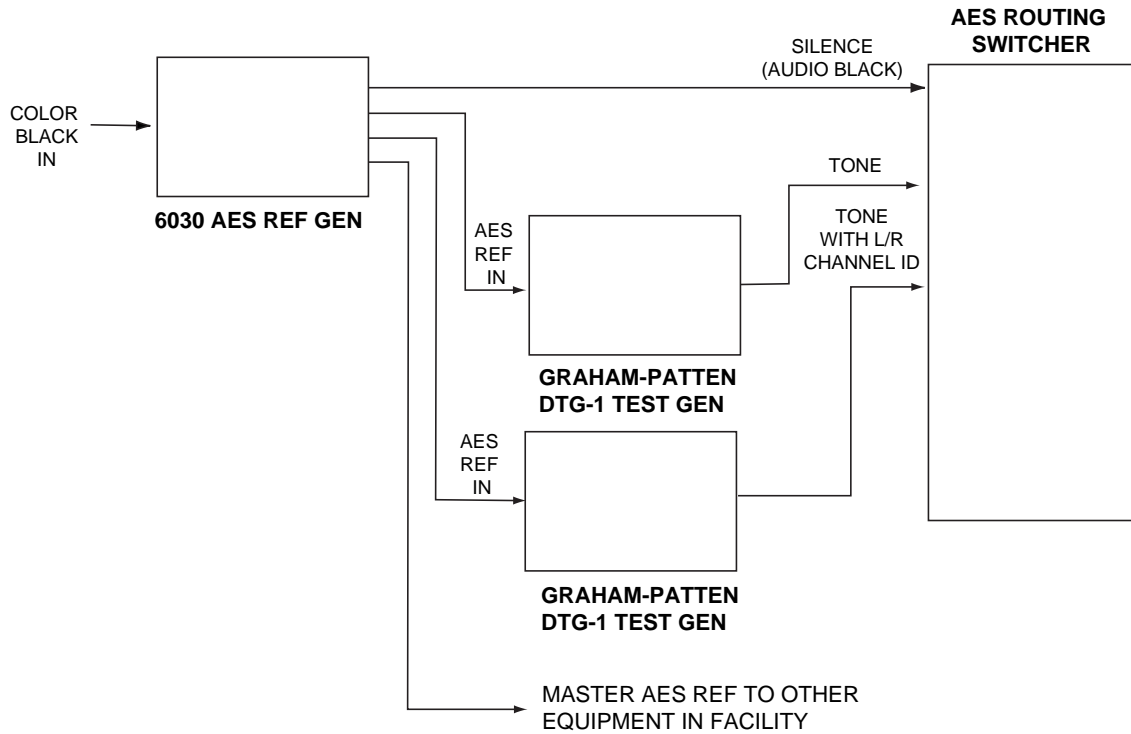 AES ROUTING
SWITCHER
SILENCE
(AUDIO BLACK)
COLOR
BLACK
IN
6030 AES REF GEN
TONE
TONE
WITH L/R
CHANNEL ID
AES
REF
IN
GRAHAM-PATTEN
DTG-1 TEST GEN
AES
REF
IN
GRAHAM-PATTEN
DTG-1 TEST GEN
MASTER AES REF TO OTHER
EQUIPMENT IN FACILITY